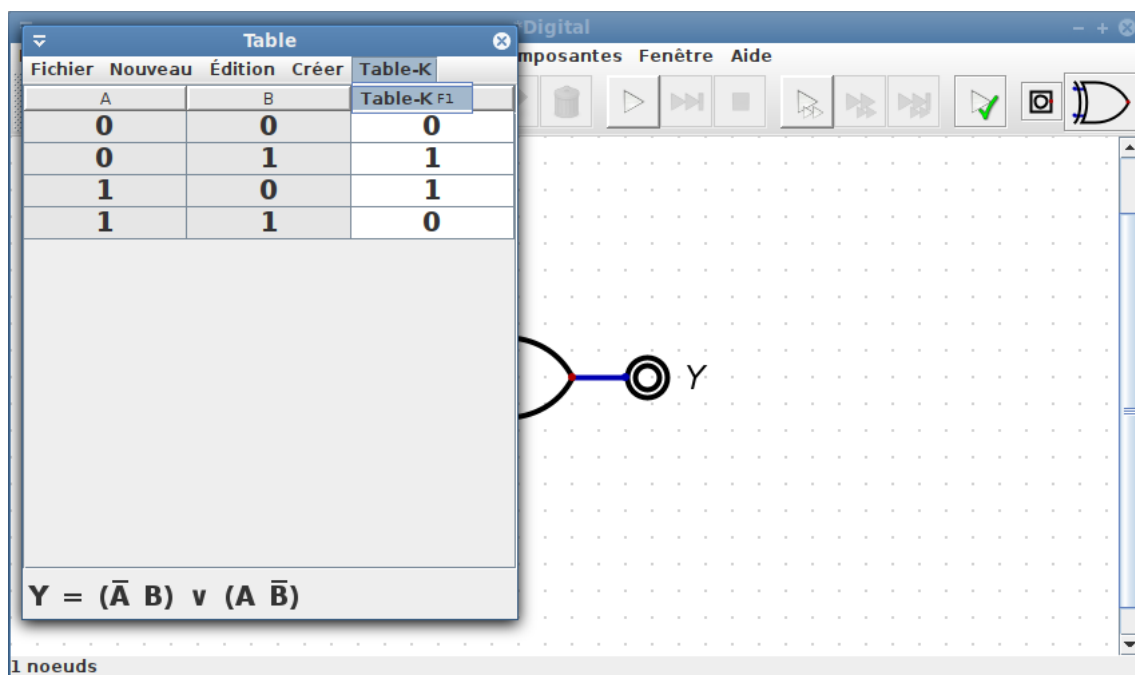 *Digital
Table
mposantes Fenêtre Aide
Fichier Nouveau Édition Créer Table-K
A B Table-K F1
0 0 0
0 1 1
1 0 1
1 1 0
Y
Y = (A̅ B) ∨ (A B̅)
1 noeuds